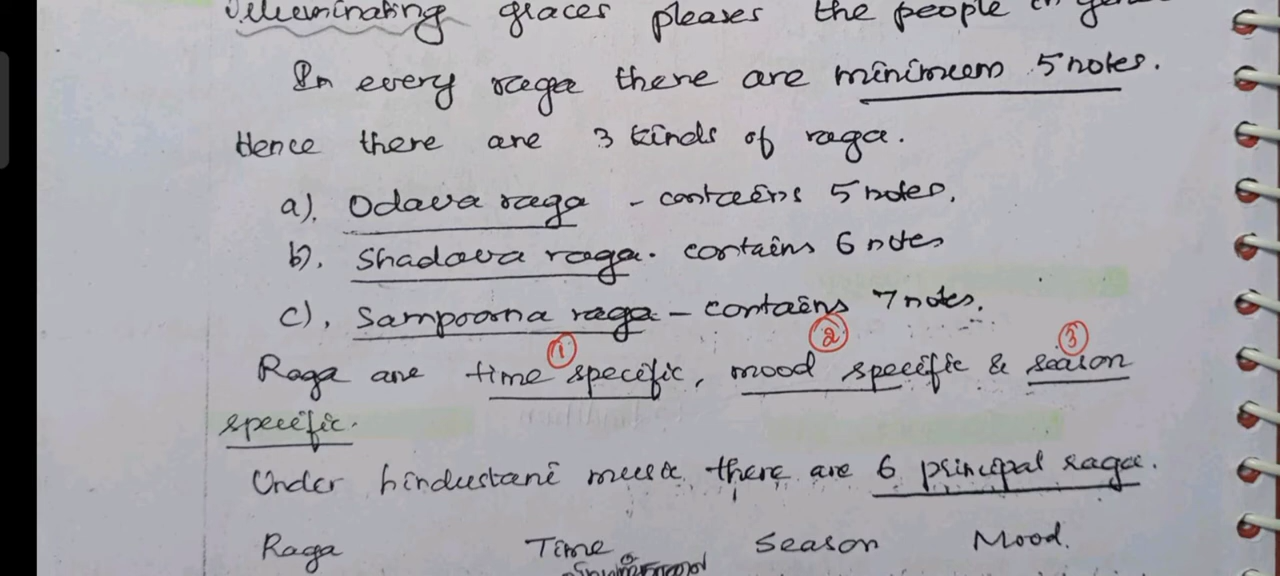 illuminating graces pleases the people in
In every raga there are minimum 5 notes.
Hence there are 3 kinds of raga.
a). Odava raga - contains 5 notes.
b). Shadava raga. contains 6 notes
c). Sampoorna raga - contains 7 notes.
① ② ③
Raga are time specific, mood specific & season
specific.
Under hindustani music there are 6 principal raga.
Raga Time Season Mood.